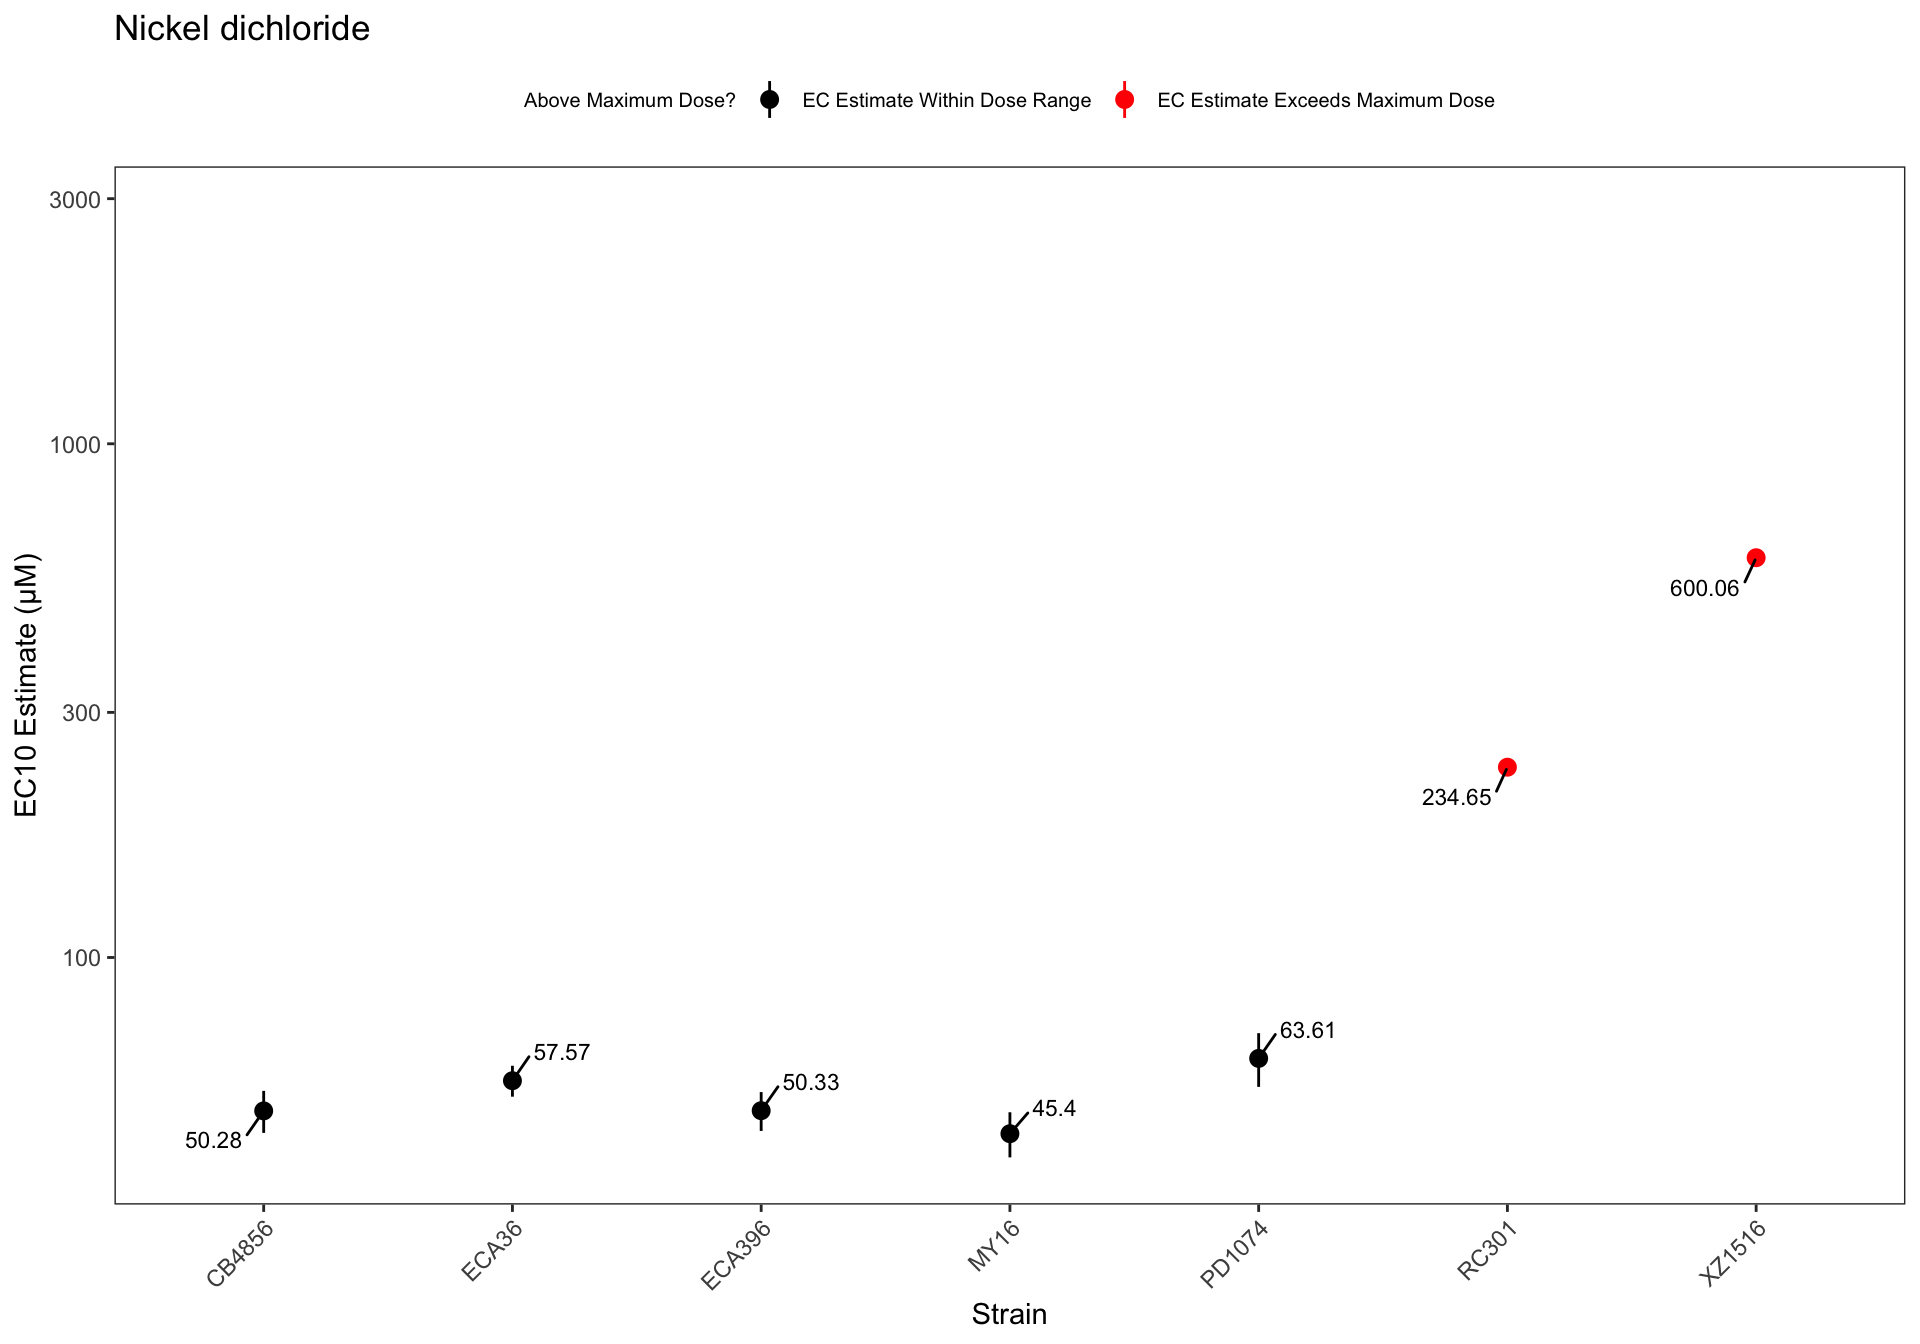 Nickel dichloride
Above Maximum Dose? EC Estimate Within Dose Range EC Estimate Exceeds Maximum Dose
EC10 Estimate (µM)
3000
1000
300
100
50.28
57.57
50.33
45.4
63.61
234.65
600.06
CB4856
ECA36
ECA396
MY16
PD1074
RC301
XZ1516
Strain